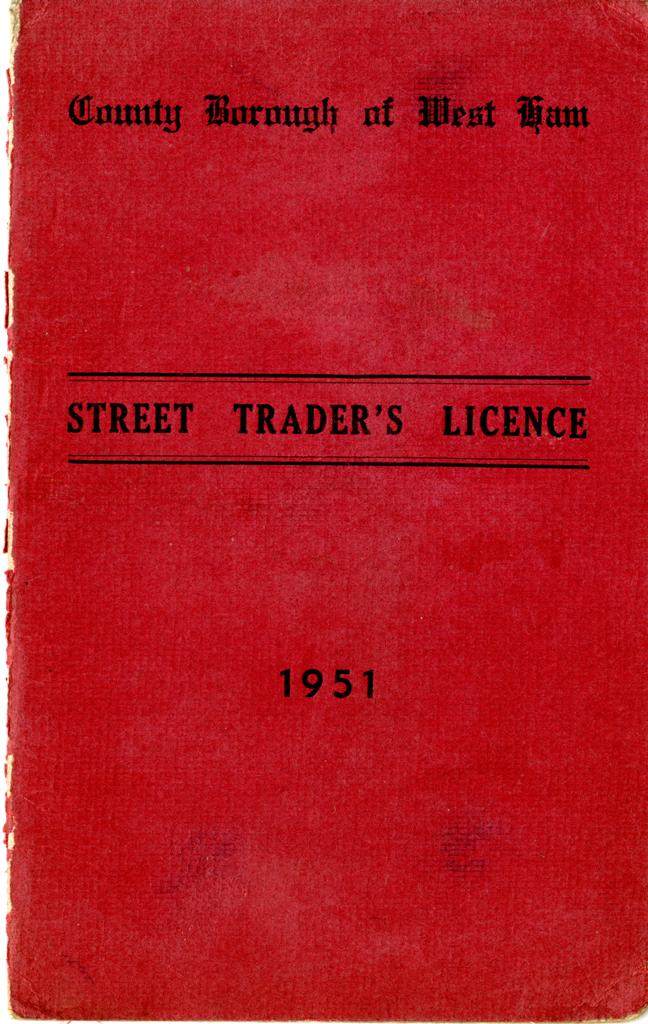 County Borough of West Ham
STREET TRADER'S LICENCE
1951